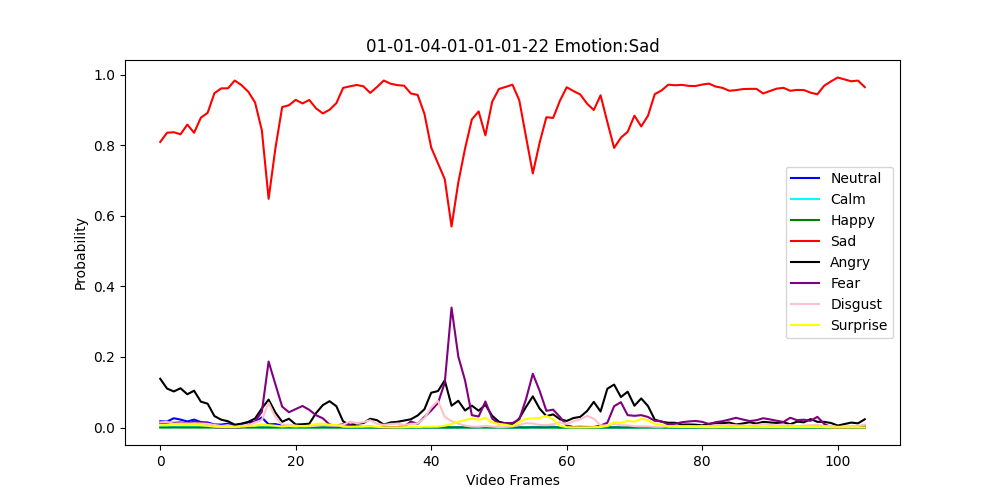 01-01-04-01-01-01-22 Emotion:Sad
1.0
0.8
0.6
0.4
0.2
0.0
Probability
0
20
40
60
80
100
Video Frames
Neutral
Calm
Happy
Sad
Angry
Fear
Disgust
Surprise